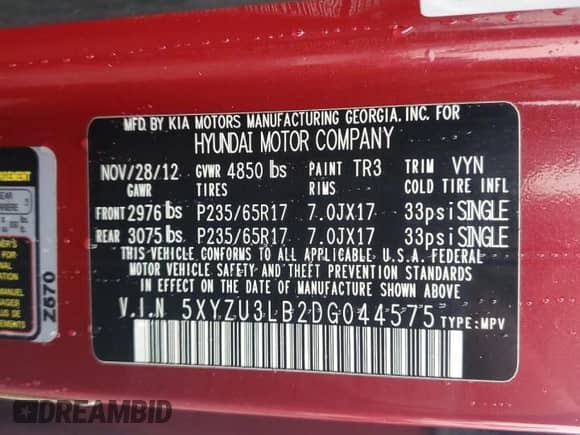 MFD. BY KIA MOTORS MANUFACTURING GEORGIA, INC. FOR
HYUNDAI MOTOR COMPANY
NOV/28/12 GVWR 4850 lbs PAINT TR3 TRIM VYN
GAWR TIRES RIMS COLD TIRE INFL
FRONT 2976 lbs P235/65R17 7.0JX17 33psi SINGLE
REAR 3075 lbs P235/65R17 7.0JX17 33psi SINGLE
THIS VEHICLE CONFORMS TO ALL APPLICABLE U.S.A. FEDERAL
MOTOR VEHICLE SAFETY AND THEFT PREVENTION STANDARDS
IN EFFECT ON THE DATE OF MANUFACTURE SHOWN ABOVE.
V.I.N 5XYZU3LB2DG044575 TYPE:MPV
Z670
DREAMBID